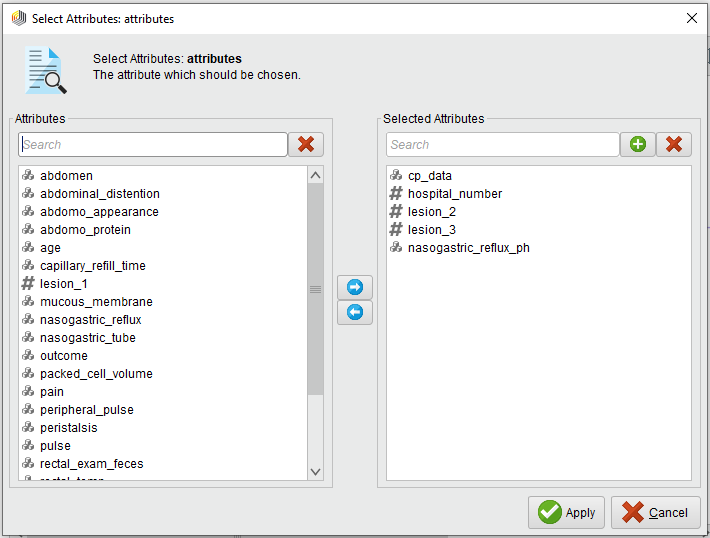 Select Attributes: attributes
Select Attributes: attributes
The attribute which should be chosen.
Attributes
Search
abdomen
abdominal_distention
abdomo_appearance
abdomo_protein
age
capillary_refill_time
lesion_1
mucous_membrane
nasogastric_reflux
nasogastric_tube
outcome
packed_cell_volume
pain
peripheral_pulse
peristalsis
pulse
rectal_exam_feces
Selected Attributes
Search
cp_data
hospital_number
lesion_2
lesion_3
nasogastric_reflux_ph
Apply
Cancel